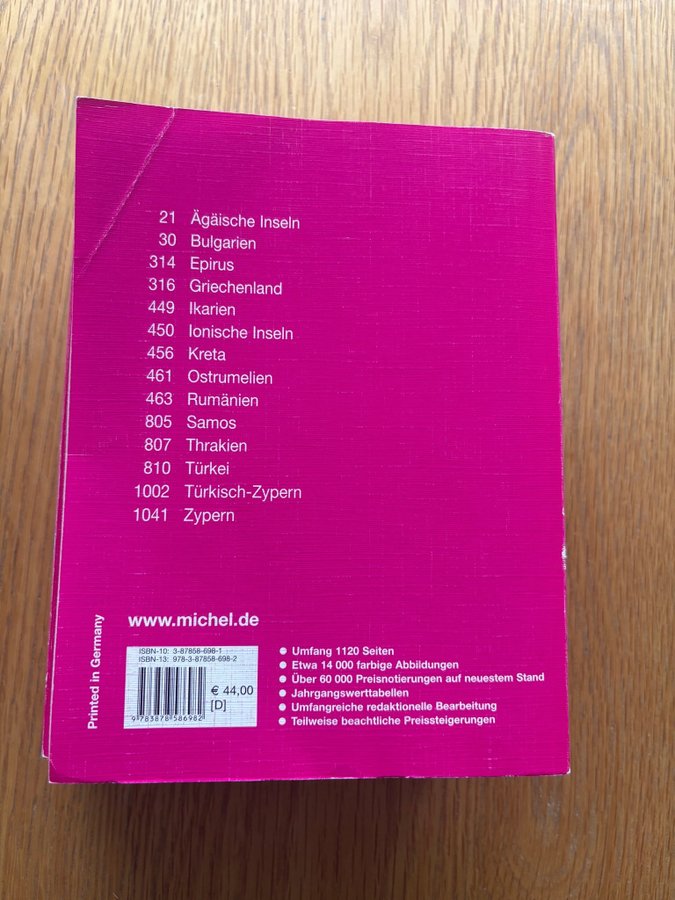 21 Ägäische Inseln
30 Bulgarien
314 Epirus
316 Griechenland
449 Ikarien
450 Ionische Inseln
456 Kreta
461 Ostrumelien
463 Rumänien
805 Samos
807 Thrakien
810 Türkei
1002 Türkisch-Zypern
1041 Zypern
www.michel.de
Printed in Germany
ISBN-10: 3-87858-698-1
ISBN-13: 978-3-87858-698-2
9 783878 586982
€ 44,00
[D]
● Umfang 1120 Seiten
● Etwa 14 000 farbige Abbildungen
● Über 60 000 Preisnotierungen auf neuestem Stand
● Jahrgangswerttabellen
● Umfangreiche redaktionelle Bearbeitung
● Teilweise beachtliche Preissteigerungen